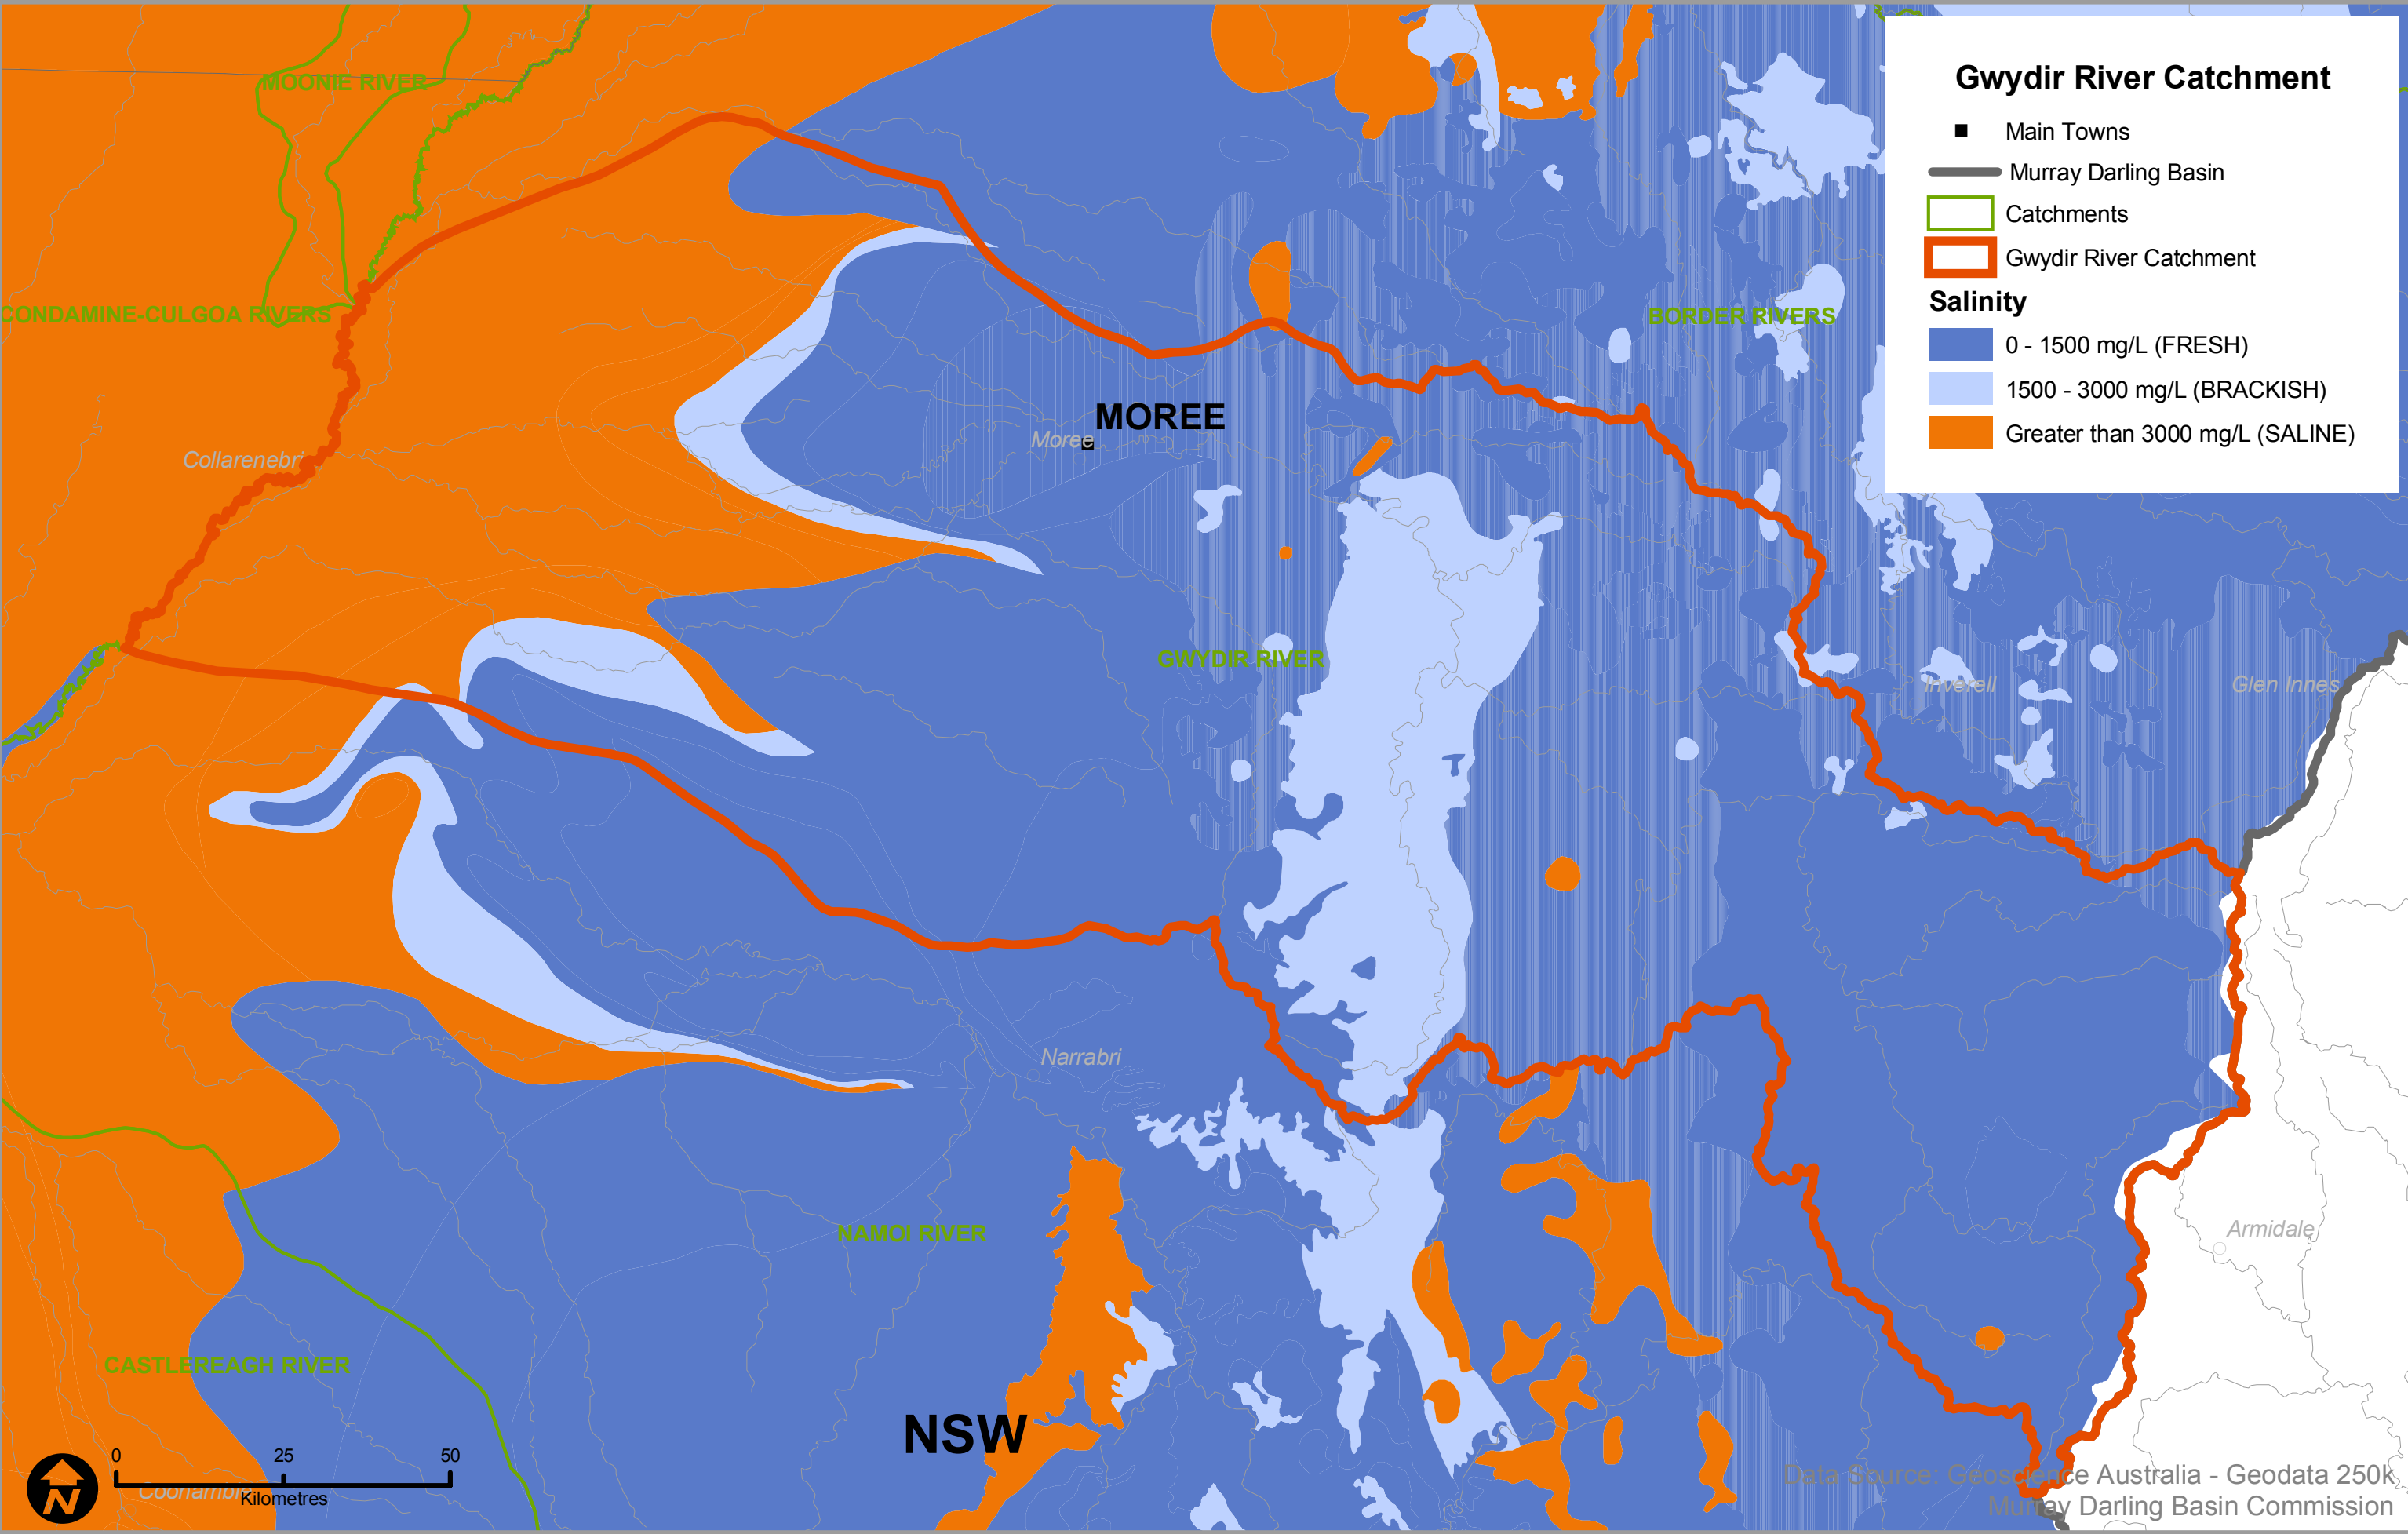 Gwydir River Catchment
Main Towns
Murray Darling Basin
Catchments
Gwydir River Catchment
Salinity
0 - 1500 mg/L (FRESH)
1500 - 3000 mg/L (BRACKISH)
Greater than 3000 mg/L (SALINE)
MOONIE RIVER
CONDAMINE-CULGOA RIVERS
BORDER RIVERS
MOREE
Moree
Collarenebri
GWYDIR RIVER
Inverell
Glen Innes
Narrabri
NAMOI RIVER
Armidale
CASTLEREAGH RIVER
NSW
0 25 50
Kilometres
N
Coonamble
Data Source: Geoscience Australia - Geodata 250k
Murray Darling Basin Commission